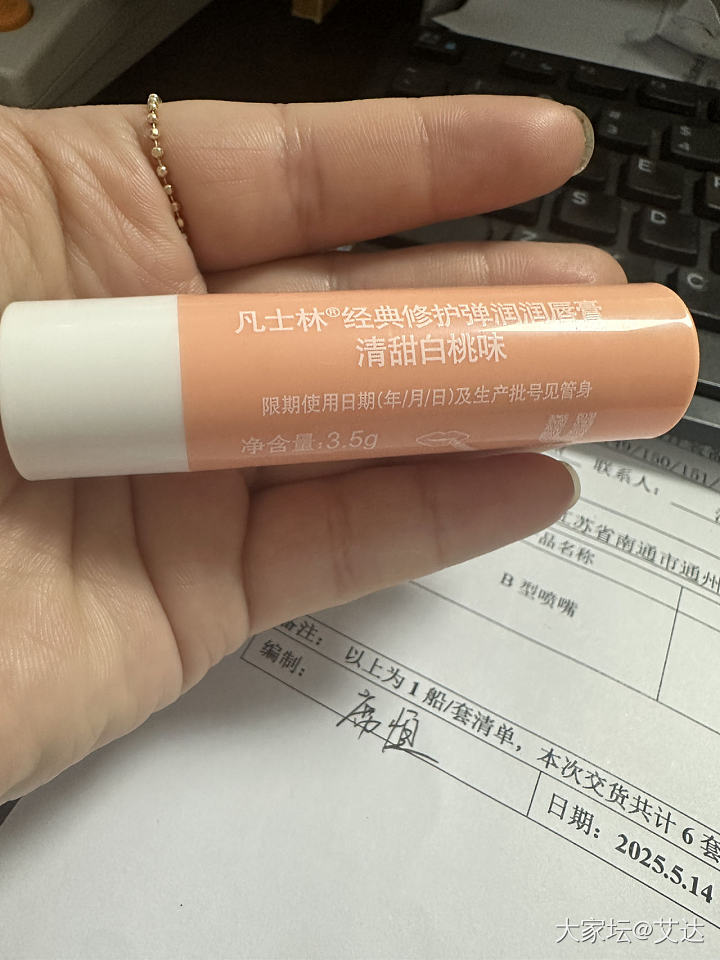 凡士林®经典修护弹润润唇膏
清甜白桃味
限期使用日期(年/月/日)及生产批号见管身
净含量:3.5g
3
$
E
S
D
Z
C
/150/151/
联系人:
江苏省南通市通州
品名称
B型喷嘴
备注: 以上为1船/套清单,本次交货共计6套
编制:
日期: 2025.5.14
大家坛@艾达